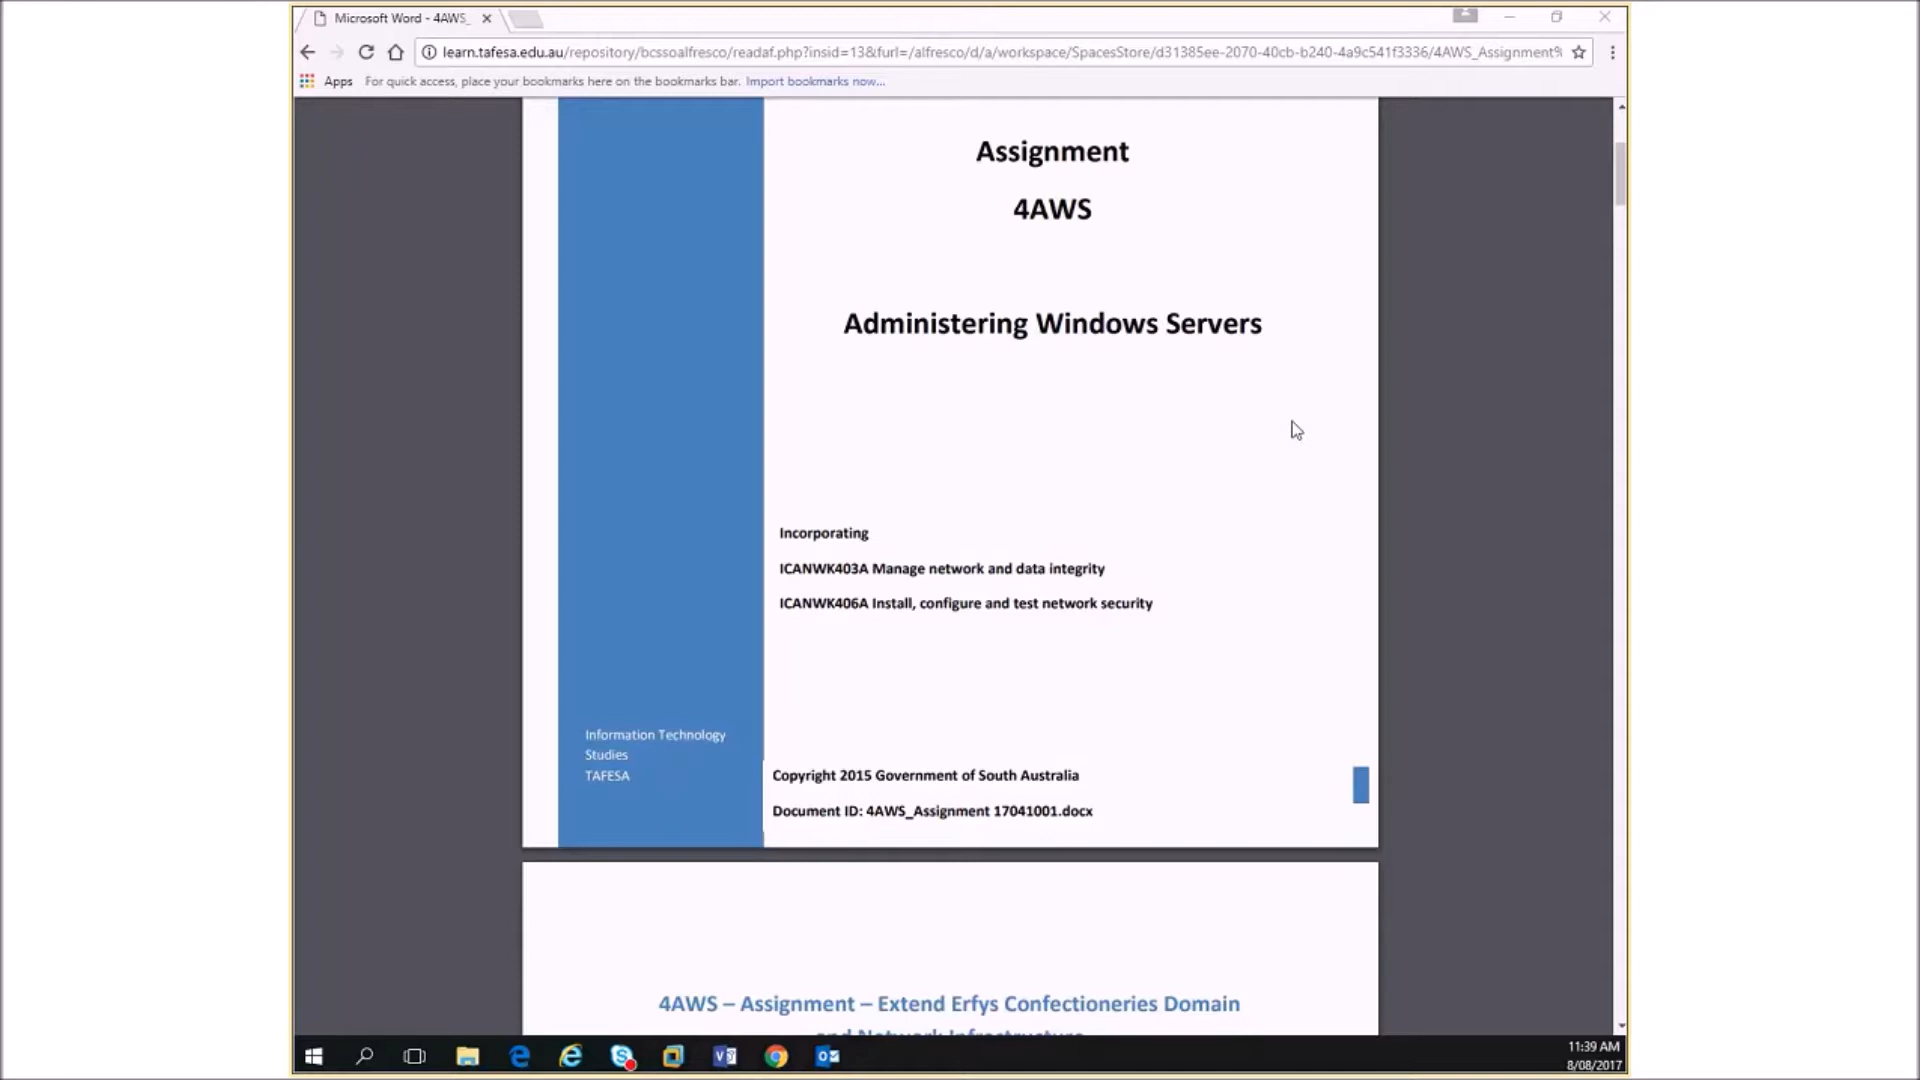 Microsoft Word - 4AWS_
learn.tafesa.edu.au/repository/bcssoalfresco/readaf.php?insid=13&furl=/alfresco/d/a/workspace/SpacesStore/d31385ee-2070-40cb-b240-4a9c541f3336/4AWS_Assignment%
Apps For quick access, place your bookmarks here on the bookmarks bar. Import bookmarks now...
Assignment
4AWS
Administering Windows Servers
Incorporating
ICANWK403A Manage network and data integrity
ICANWK406A Install, configure and test network security
Information Technology
Studies
TAFESA
Copyright 2015 Government of South Australia
Document ID: 4AWS_Assignment 17041001.docx
4AWS – Assignment – Extend Erfys Confectioneries Domain
and Network Infrastructure
11:39 AM
8/08/2017